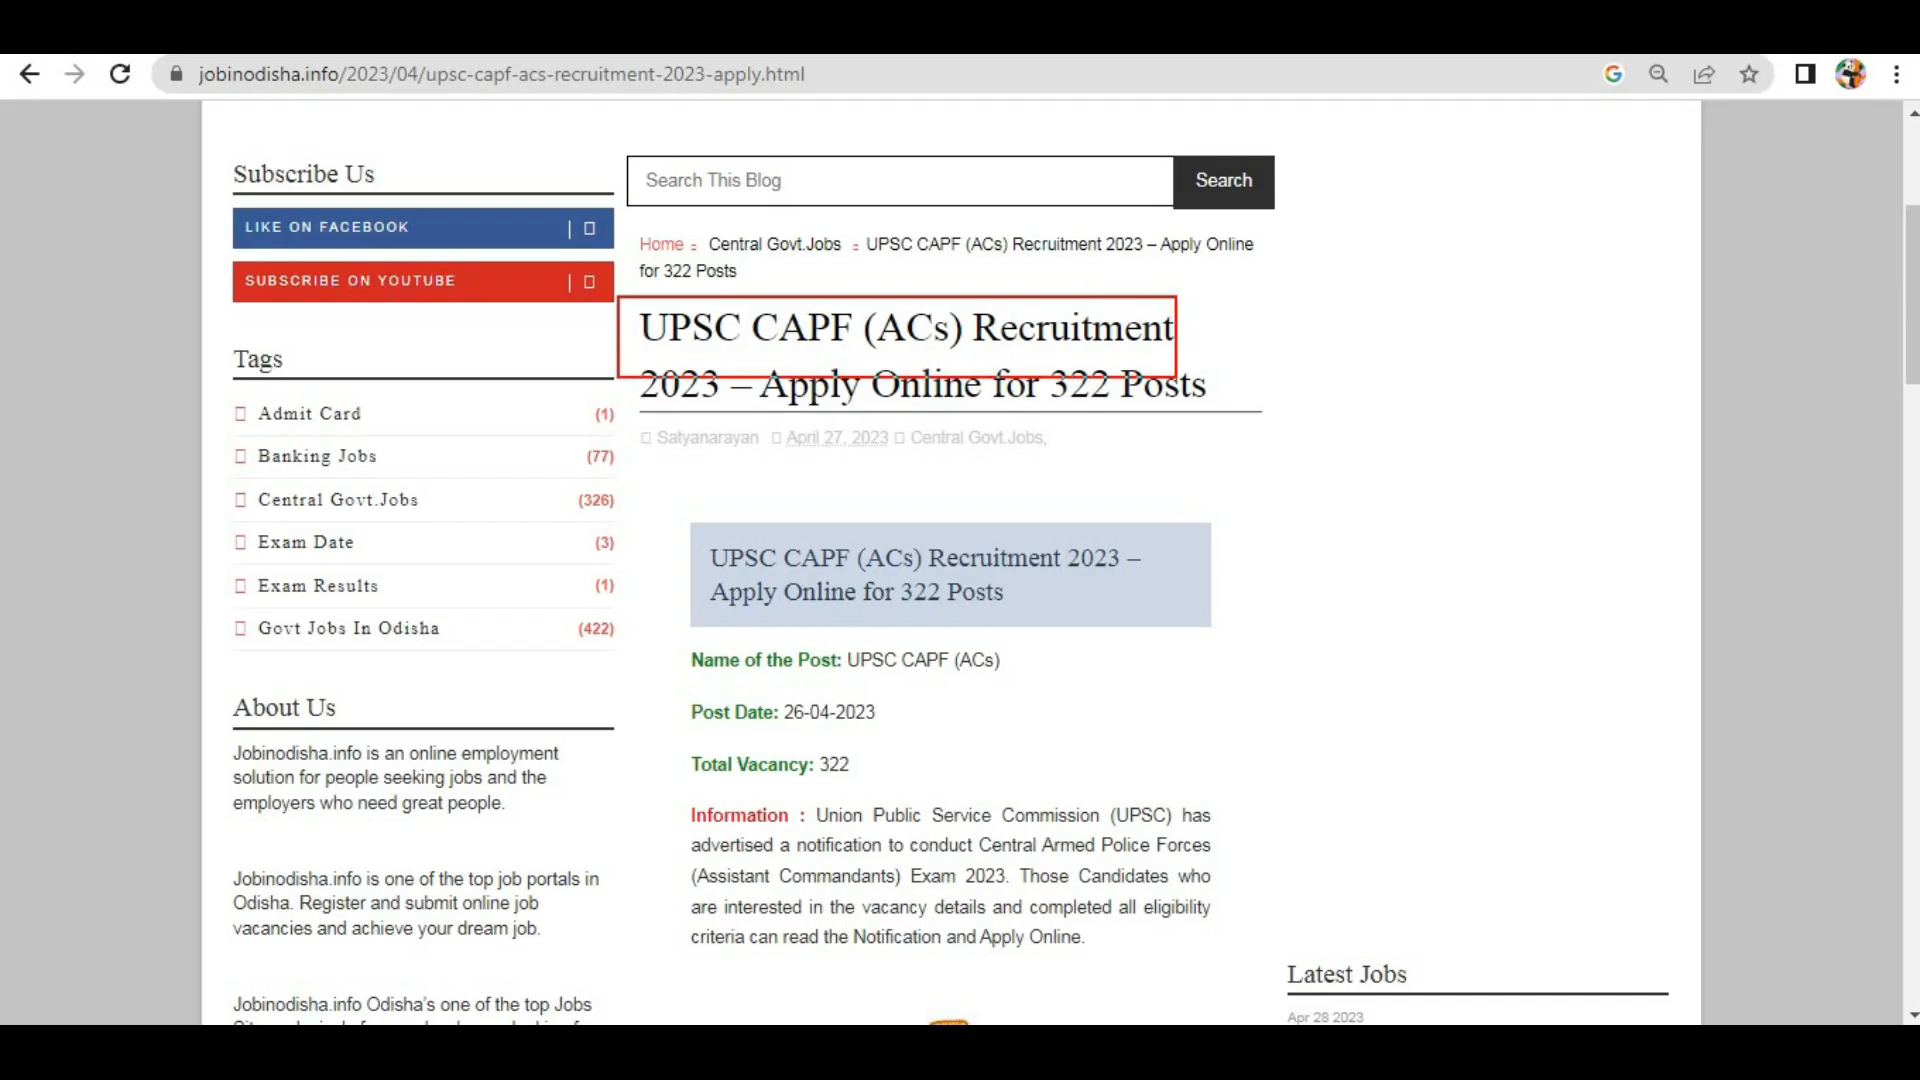 jobinodisha.info/2023/04/upsc-capf-acs-recruitment-2023-apply.html
Subscribe Us
LIKE ON FACEBOOK
SUBSCRIBE ON YOUTUBE
Tags
Admit Card (1)
Banking Jobs (77)
Central Govt.Jobs (326)
Exam Date (3)
Exam Results (1)
Govt Jobs In Odisha (422)
About Us
Jobinodisha.info is an online employment
solution for people seeking jobs and the
employers who need great people.
Jobinodisha.info is one of the top job portals in
Odisha. Register and submit online job
vacancies and achieve your dream job.
Jobinodisha.info Odisha's one of the top Jobs
Search This Blog Search
Home Central Govt.Jobs UPSC CAPF (ACs) Recruitment 2023 – Apply Online
for 322 Posts
UPSC CAPF (ACs) Recruitment
2023 – Apply Online for 322 Posts
Satyanarayan April 27, 2023 Central Govt.Jobs,
UPSC CAPF (ACs) Recruitment 2023 –
Apply Online for 322 Posts
Name of the Post: UPSC CAPF (ACs)
Post Date: 26-04-2023
Total Vacancy: 322
Information : Union Public Service Commission (UPSC) has
advertised a notification to conduct Central Armed Police Forces
(Assistant Commandants) Exam 2023. Those Candidates who
are interested in the vacancy details and completed all eligibility
criteria can read the Notification and Apply Online.
Latest Jobs
Apr 28 2023